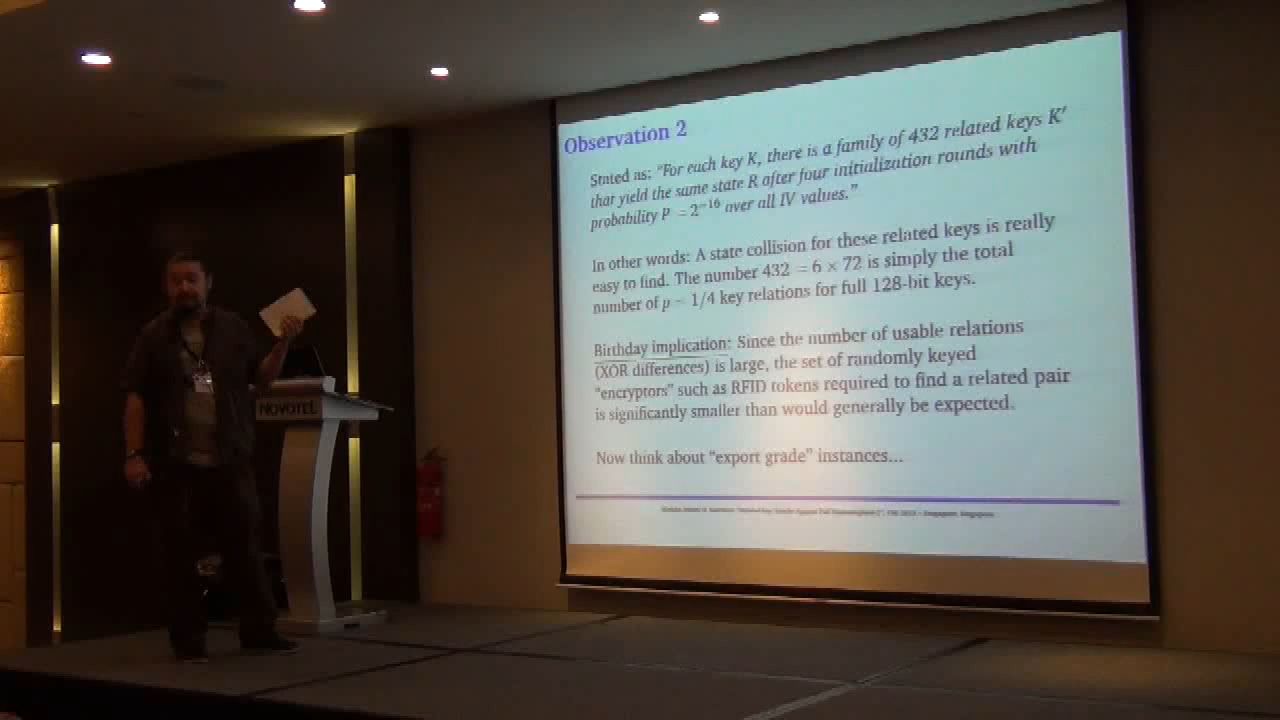 Observation 2
Stated as: "For each key K, there is a family of 432 related keys K′
that yield the same state R after four initialization rounds with
probability P = 2⁻¹⁶ over all IV values."
In other words: A state collision for these related keys is really
easy to find. The number 432 = 6 × 72 is simply the total
number of p = 1/4 key relations for full 128-bit keys.
Birthday implication: Since the number of usable relations
(XOR differences) is large, the set of randomly keyed
"encryptors" such as RFID tokens required to find a related pair
is significantly smaller than would generally be expected.
Now think about "export grade" instances...
NOVOTEL